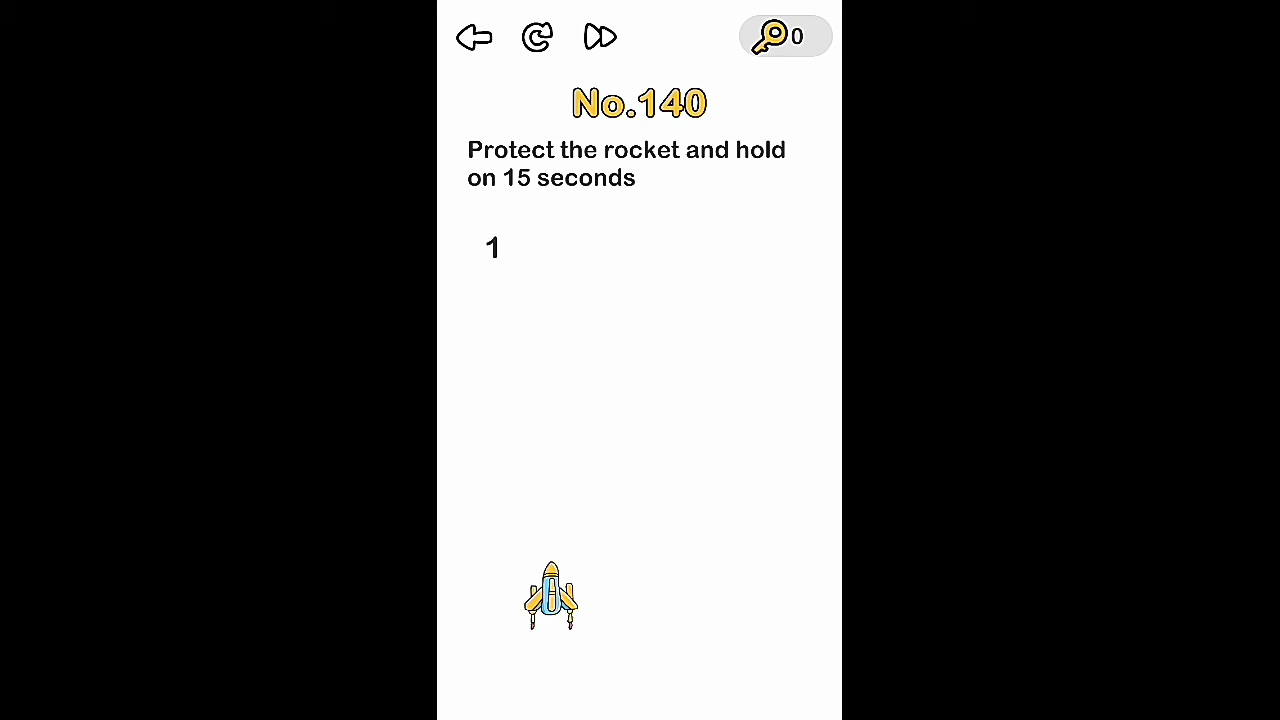 0
No.140
Protect the rocket and hold
on 15 seconds
1